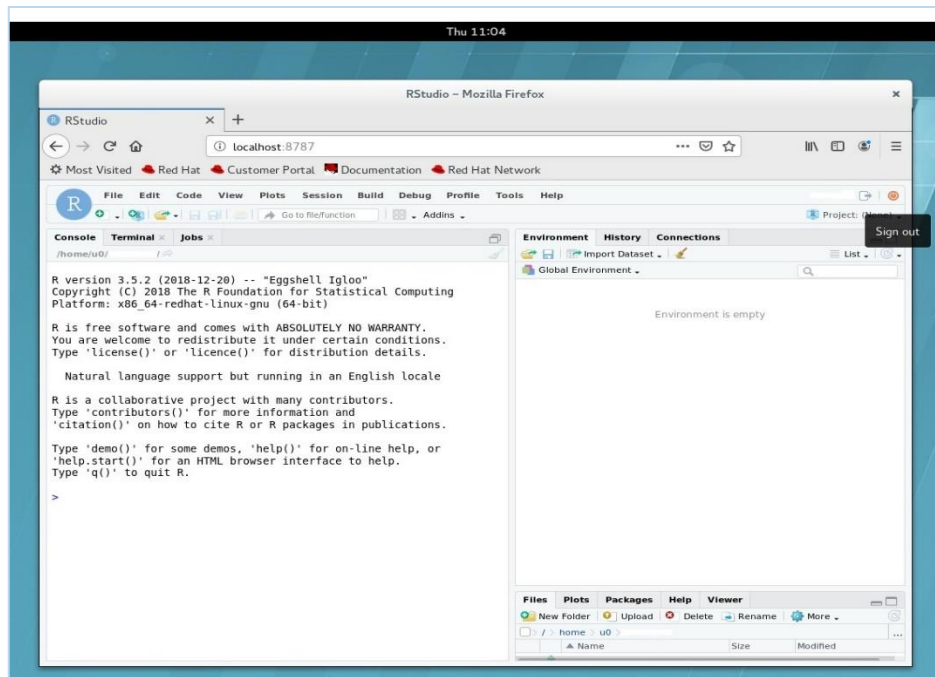 Thu 11:04
RStudio – Mozilla Firefox
RStudio
localhost:8787
Most Visited Red Hat Customer Portal Documentation Red Hat Network
R
File Edit Code View Plots Session Build Debug Profile Tools Help
Go to file/function Addins
Project:
Sign out
Console Terminal Jobs
/home/u0/ /
R version 3.5.2 (2018-12-20) -- "Eggshell Igloo"
Copyright (C) 2018 The R Foundation for Statistical Computing
Platform: x86_64-redhat-linux-gnu (64-bit)
R is free software and comes with ABSOLUTELY NO WARRANTY.
You are welcome to redistribute it under certain conditions.
Type 'license()' or 'licence()' for distribution details.
Natural language support but running in an English locale
R is a collaborative project with many contributors.
Type 'contributors()' for more information and
'citation()' on how to cite R or R packages in publications.
Type 'demo()' for some demos, 'help()' for on-line help, or
'help.start()' for an HTML browser interface to help.
Type 'q()' to quit R.
>
Environment History Connections
Import Dataset List
Global Environment
Environment is empty
Files Plots Packages Help Viewer
New Folder Upload Delete Rename More
/ home u0
Name Size Modified